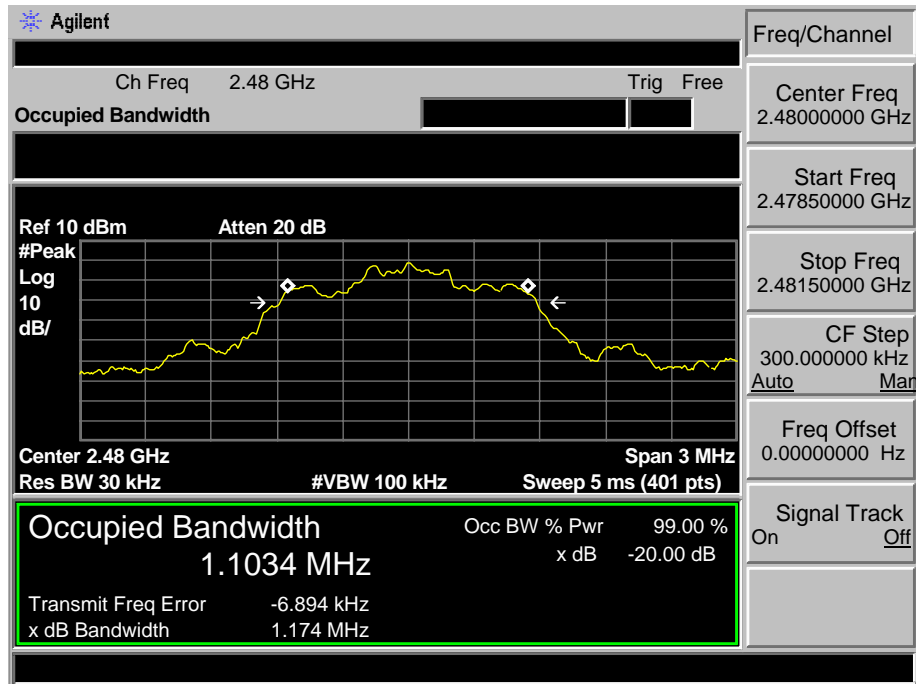 Agilent
Freq/Channel
Ch Freq 2.48 GHz Trig Free
Occupied Bandwidth
Center Freq
2.48000000 GHz
Start Freq
2.47850000 GHz
Ref 10 dBm Atten 20 dB
#Peak
Log
10
dB/
Stop Freq
2.48150000 GHz
CF Step
300.000000 kHz
Auto Man
Freq Offset
0.00000000 Hz
Center 2.48 GHz Span 3 MHz
Res BW 30 kHz #VBW 100 kHz Sweep 5 ms (401 pts)
Signal Track
On Off
Occupied Bandwidth Occ BW % Pwr 99.00 %
1.1034 MHz x dB -20.00 dB
Transmit Freq Error -6.894 kHz
x dB Bandwidth 1.174 MHz